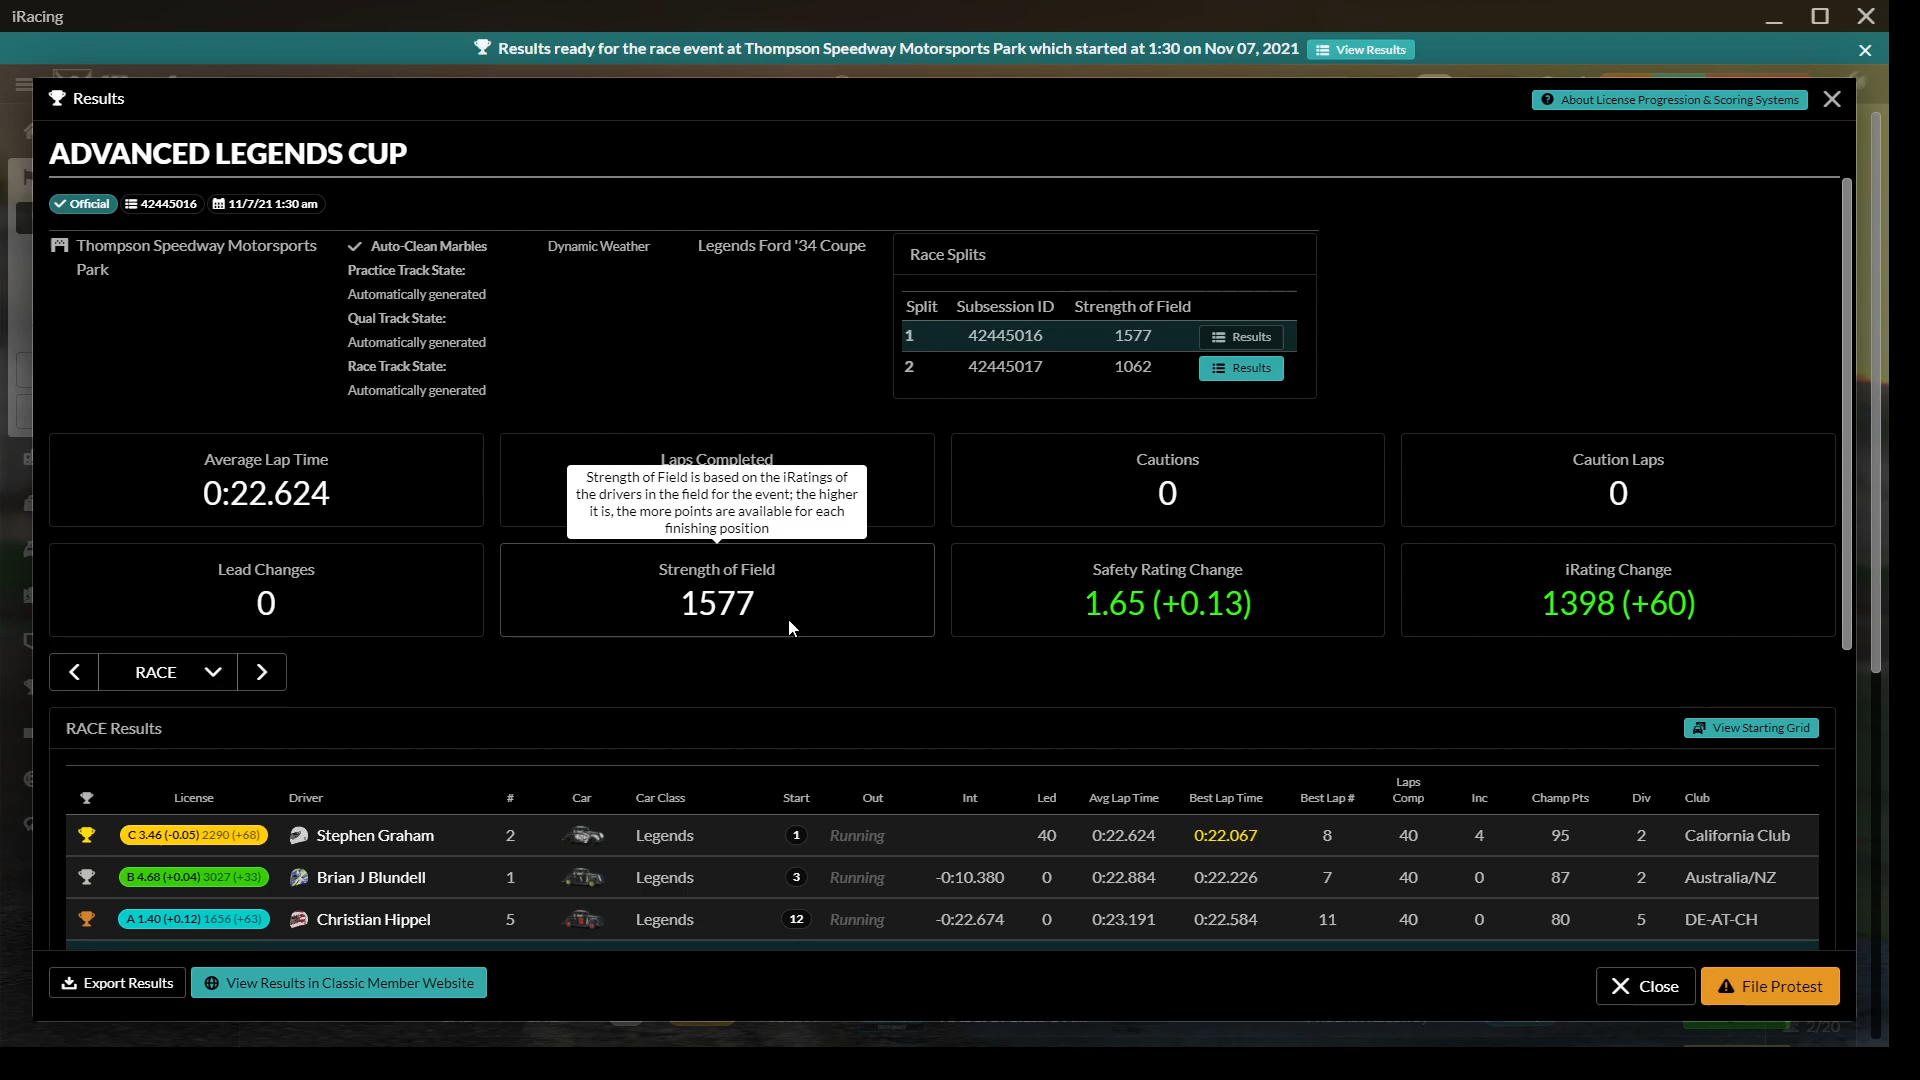 iRacing
Results ready for the race event at Thompson Speedway Motorsports Park which started at 1:30 on Nov 07, 2021 View Results
Results
About License Progression & Scoring Systems
ADVANCED LEGENDS CUP
Official 42445016 11/7/21 1:30 am
Thompson Speedway Motorsports
Park
Auto-Clean Marbles
Practice Track State:
Automatically generated
Qual Track State:
Automatically generated
Race Track State:
Automatically generated
Dynamic Weather
Legends Ford '34 Coupe
Race Splits
Split Subsession ID Strength of Field
1 42445016 1577 Results
2 42445017 1062 Results
Average Lap Time
0:22.624
Laps Completed
Strength of Field is based on the iRatings of
the drivers in the field for the event; the higher
it is, the more points are available for each
finishing position
Cautions
0
Caution Laps
0
Lead Changes
0
Strength of Field
1577
Safety Rating Change
1.65 (+0.13)
iRating Change
1398 (+60)
RACE
RACE Results
View Starting Grid
License Driver # Car Car Class Start Out Int Led Avg Lap Time Best Lap Time Best Lap # Laps Comp Inc Champ Pts Div Club
C 3.46 (-0.05) 2290 (+68) Stephen Graham 2 Legends 1 Running 40 0:22.624 0:22.067 8 40 4 95 2 California Club
B 4.68 (+0.04) 3027 (+33) Brian J Blundell 1 Legends 3 Running -0:10.380 0 0:22.884 0:22.226 7 40 0 87 2 Australia/NZ
A 1.40 (+0.12) 1656 (+63) Christian Hippel 5 Legends 12 Running -0:22.674 0 0:23.191 0:22.584 11 40 0 80 5 DE-AT-CH
Export Results
View Results in Classic Member Website
Close
File Protest
2/20